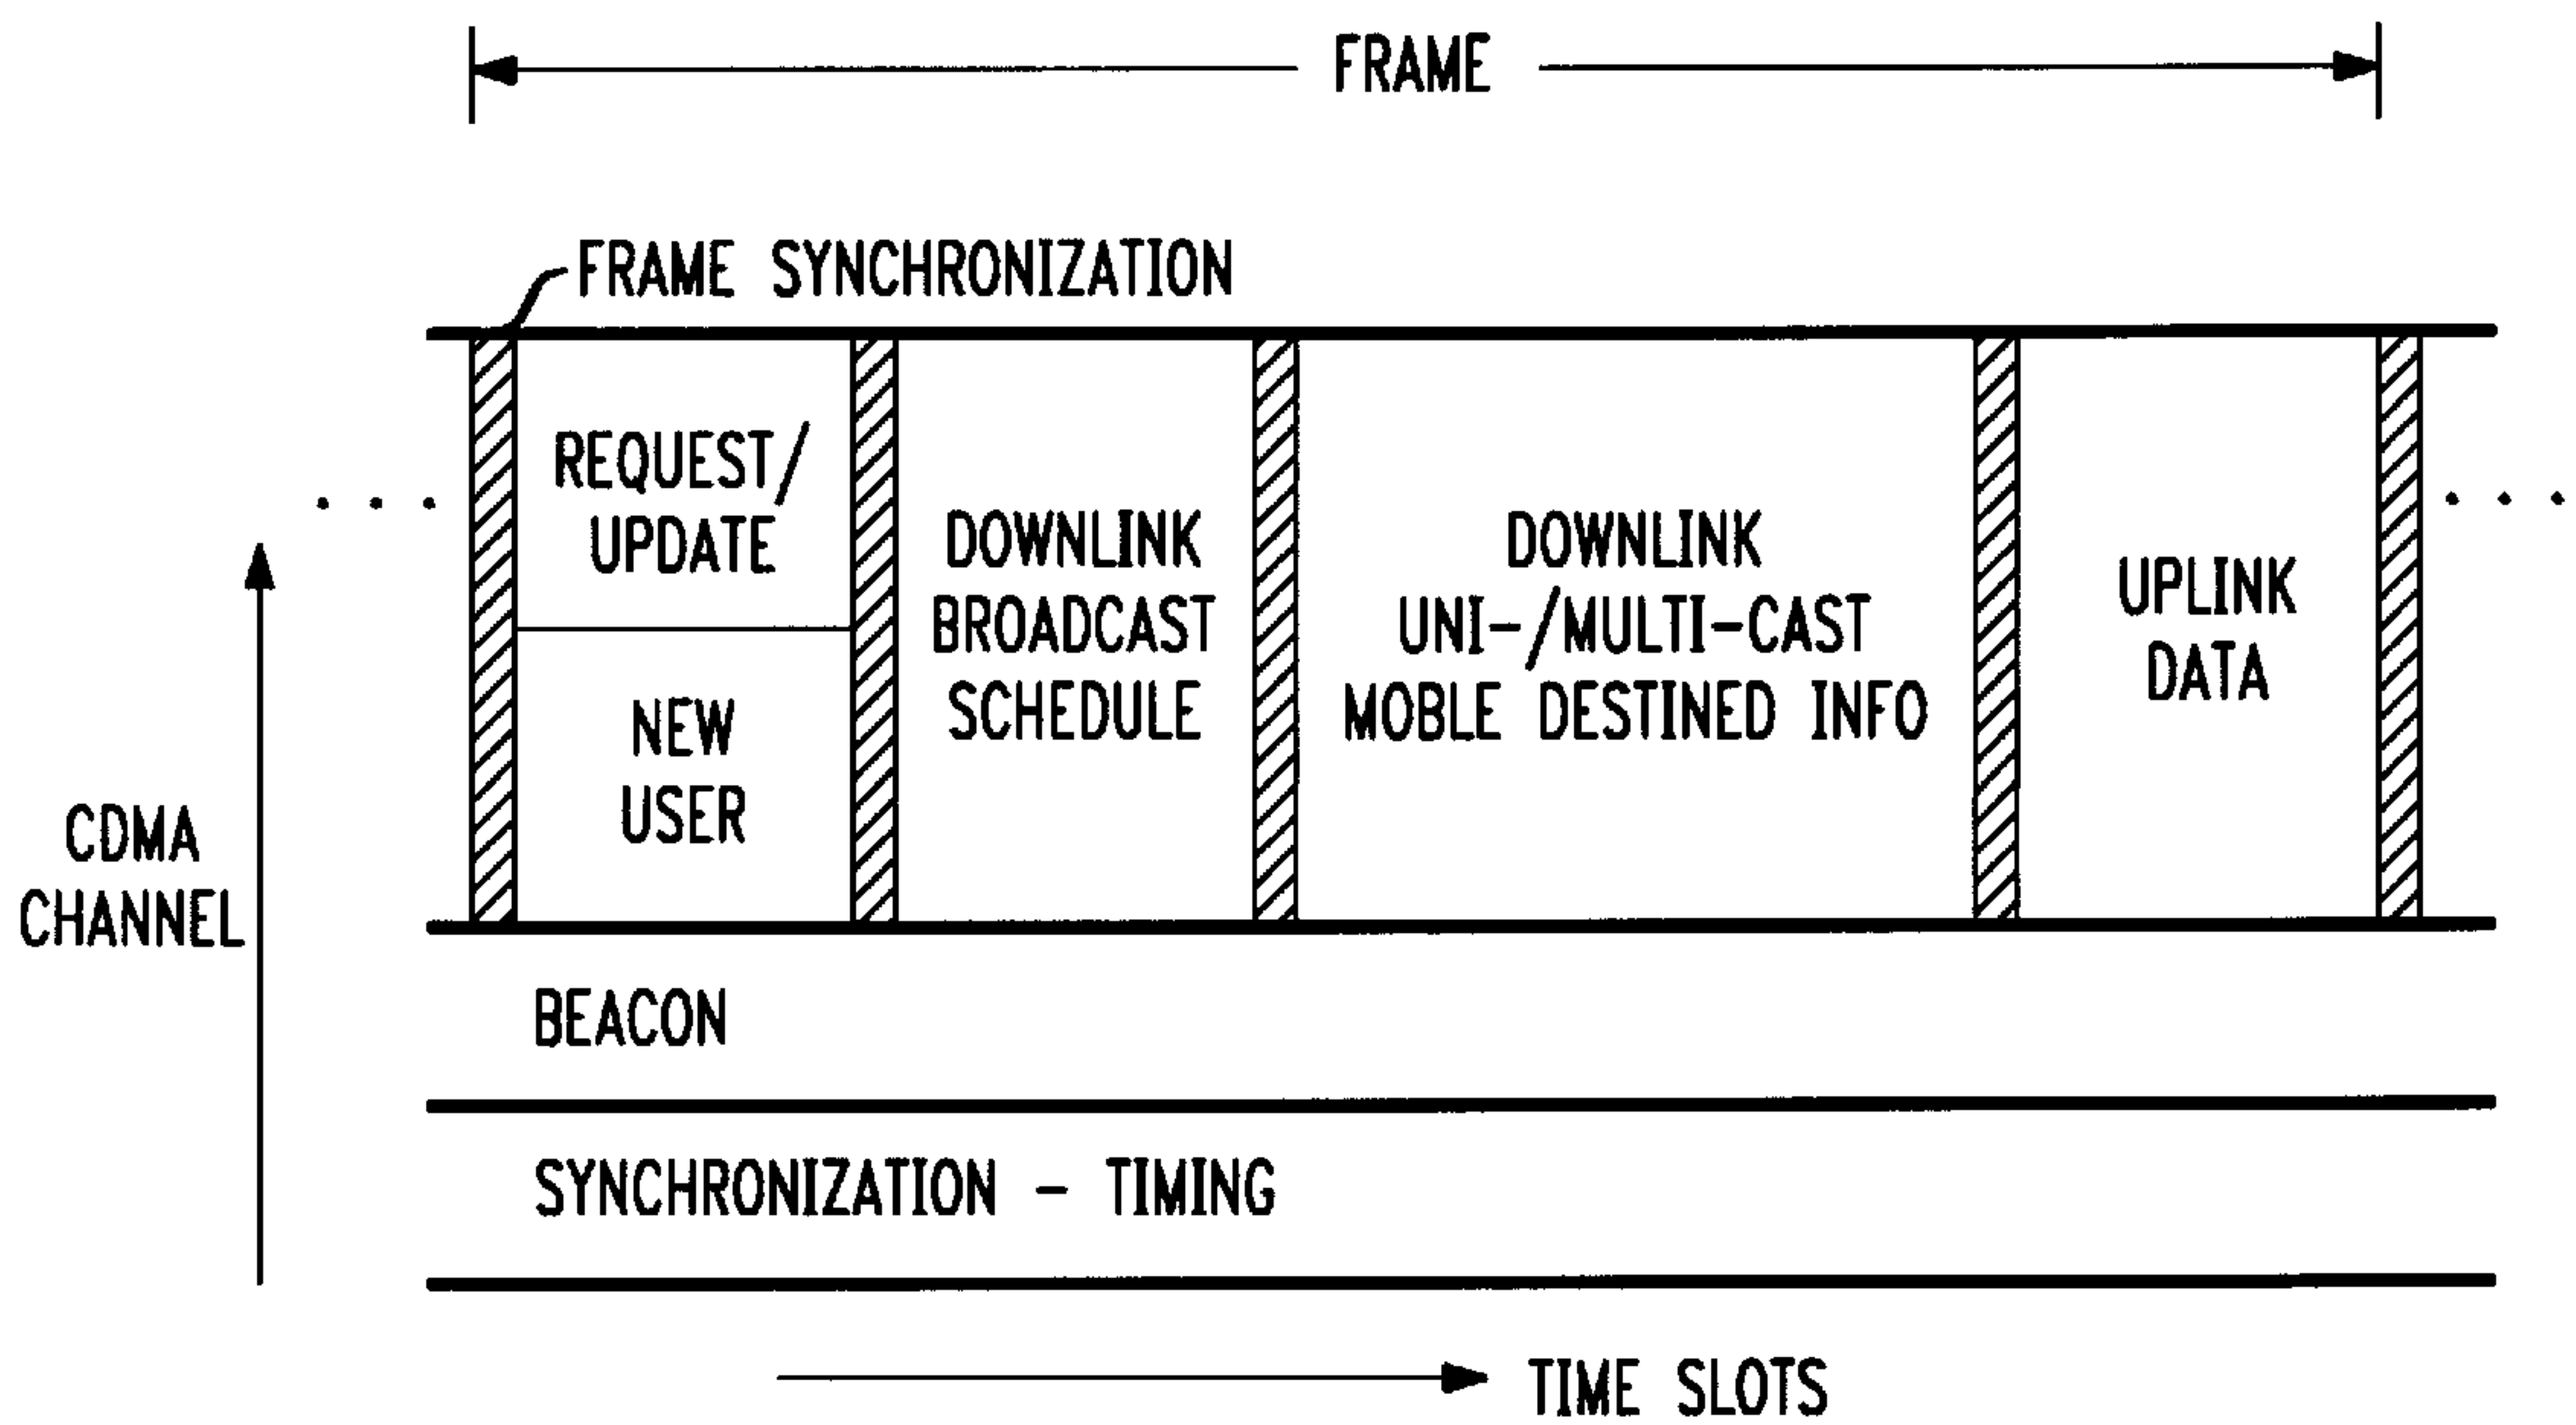 FRAME
FRAME SYNCHRONIZATION
REQUEST/
UPDATE
NEW
USER
DOWNLINK
BROADCAST
SCHEDULE
DOWNLINK
UNI-/MULTI-CAST
MOBLE DESTINED INFO
UPLINK
DATA
CDMA
CHANNEL
BEACON
SYNCHRONIZATION - TIMING
TIME SLOTS